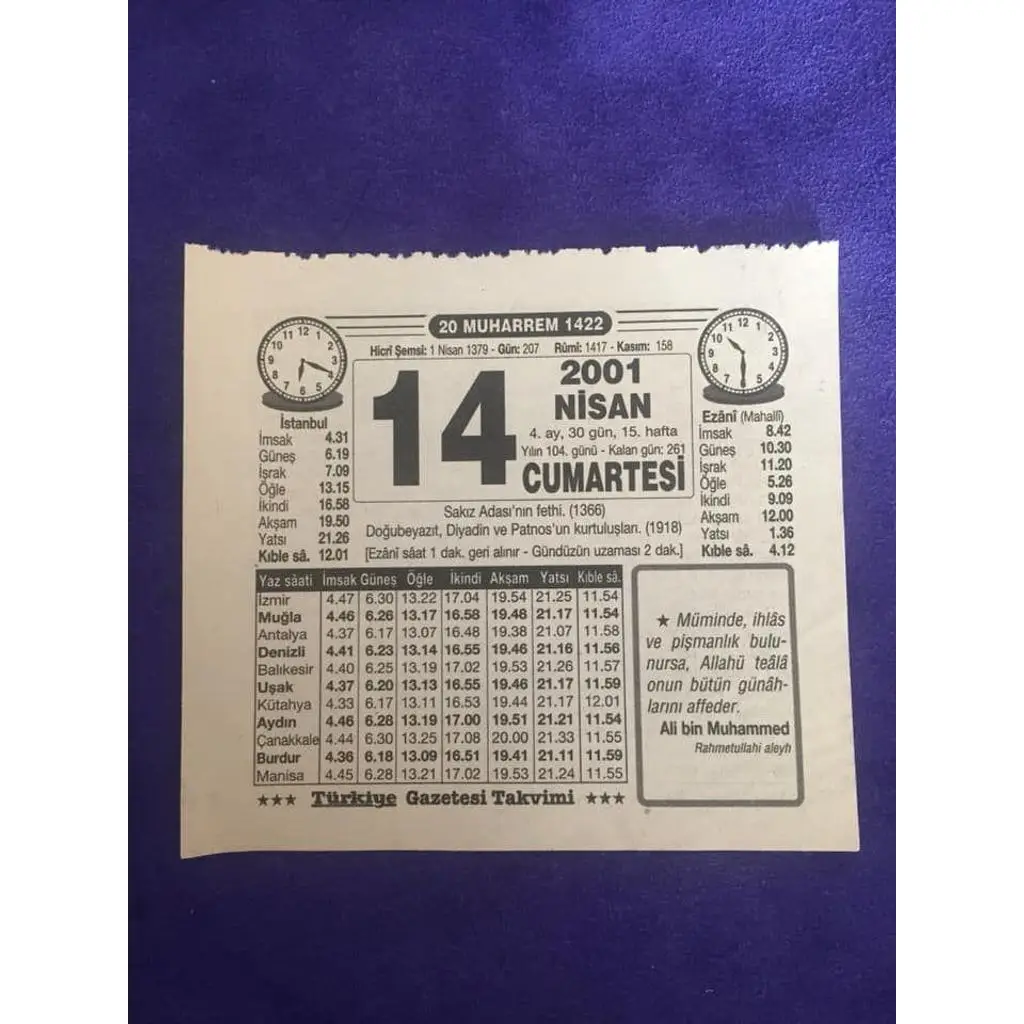 20 MUHARREM 1422
Hicrî Şemsi: 1 Nisan 1379 - Gün: 207 Rûmi: 1417 - Kasım: 158
14
2001
NİSAN
4. ay, 30 gün, 15. hafta
Yılın 104. günü - Kalan gün: 261
CUMARTESİ
İstanbul
İmsak 4.31
Güneş 6.19
İşrak 7.09
Öğle 13.15
İkindi 16.58
Akşam 19.50
Yatsı 21.26
Kıble sâ. 12.01
Ezânî (Mahallî)
İmsak 8.42
Güneş 10.30
İşrak 11.20
Öğle 5.26
İkindi 9.09
Akşam 12.00
Yatsı 1.36
Kıble sâ. 4.12
Sakız Adası'nın fethi. (1366)
Doğubeyazıt, Diyadin ve Patnos'un kurtuluşları. (1918)
[Ezânî sâat 1 dak. geri alınır - Gündüzün uzaması 2 dak.]
Yaz sâati İmsak Güneş Öğle İkindi Akşam Yatsı Kıble sâ.
İzmir 4.47 6.30 13.22 17.04 19.54 21.25 11.54
Muğla 4.46 6.26 13.17 16.58 19.48 21.17 11.54
Antalya 4.37 6.17 13.07 16.48 19.38 21.07 11.58
Denizli 4.41 6.23 13.14 16.55 19.46 21.16 11.56
Balıkesir 4.40 6.25 13.19 17.02 19.53 21.26 11.57
Uşak 4.37 6.20 13.13 16.55 19.46 21.17 11.59
Kütahya 4.33 6.17 13.11 16.53 19.44 21.17 12.01
Aydın 4.46 6.28 13.19 17.00 19.51 21.21 11.54
Çanakkale 4.44 6.30 13.25 17.08 20.00 21.33 11.55
Burdur 4.36 6.18 13.09 16.51 19.41 21.11 11.59
Manisa 4.45 6.28 13.21 17.02 19.53 21.24 11.55
★★★ Türkiye Gazetesi Takvimi ★★★
★ Müminde, ihlâs
ve pişmanlık bulu-
nursa, Allahü teâlâ
onun bütün günâh-
larını affeder.
Ali bin Muhammed
Rahmetullahi aleyh